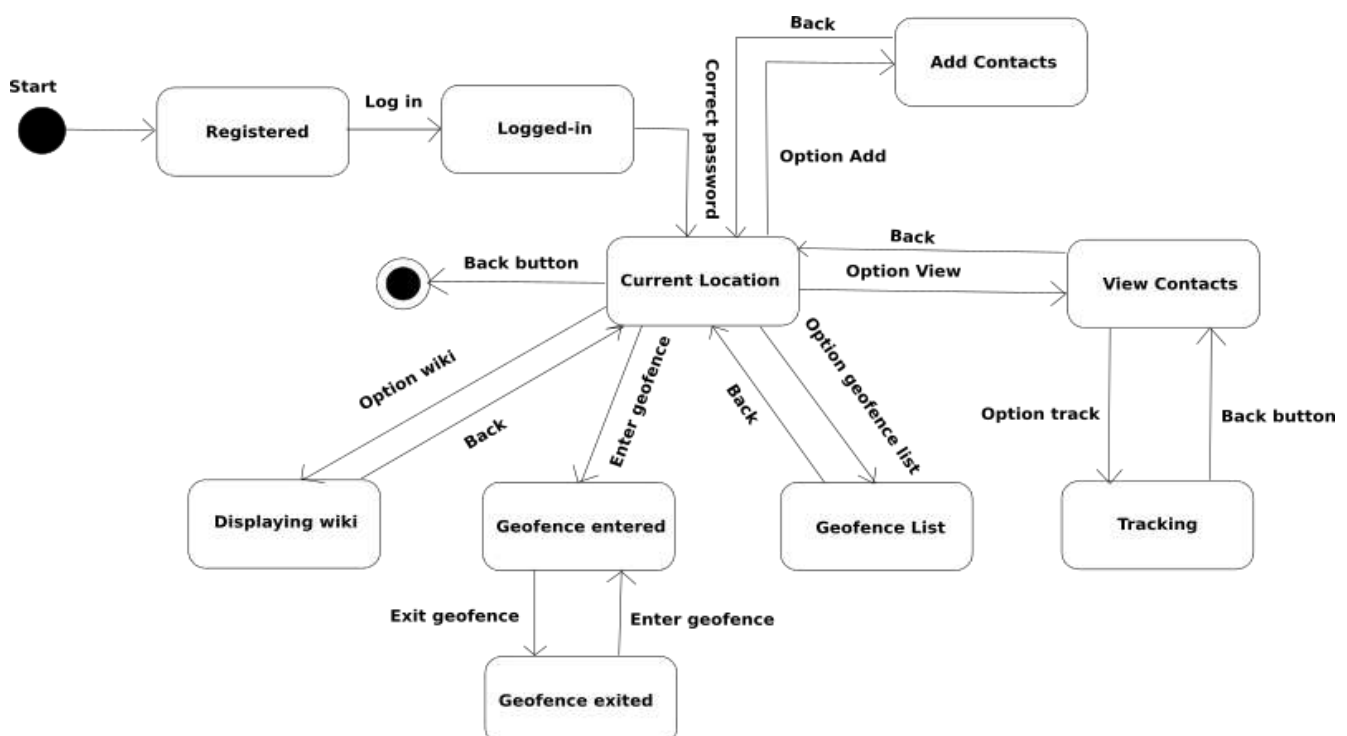 Back
Add Contacts
Start
Log in
Registered
Logged-in
Correct password
Option Add
Back
Back button
Current Location
Option View
View Contacts
Option wiki
Back
Enter geofence
Back
Option geofence list
Option track
Back button
Displaying wiki
Geofence entered
Geofence List
Tracking
Exit geofence
Enter geofence
Geofence exited